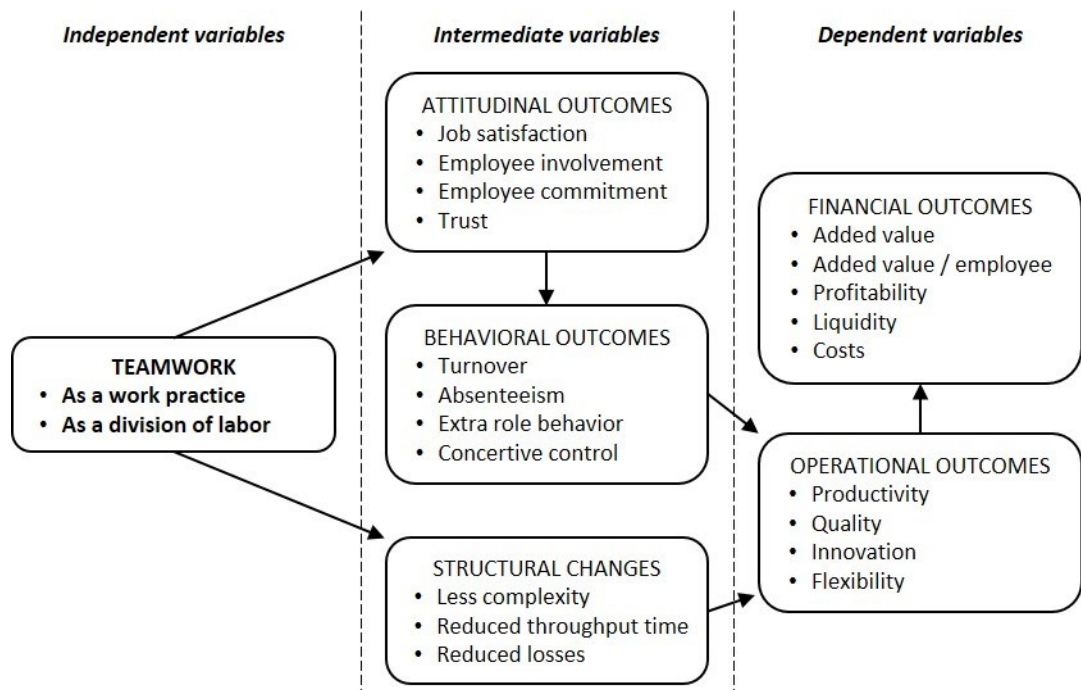 Independent variables
Intermediate variables
Dependent variables
TEAMWORK
• As a work practice
• As a division of labor
ATTITUDINAL OUTCOMES
• Job satisfaction
• Employee involvement
• Employee commitment
• Trust
BEHAVIORAL OUTCOMES
• Turnover
• Absenteeism
• Extra role behavior
• Concertive control
STRUCTURAL CHANGES
• Less complexity
• Reduced throughput time
• Reduced losses
FINANCIAL OUTCOMES
• Added value
• Added value / employee
• Profitability
• Liquidity
• Costs
OPERATIONAL OUTCOMES
• Productivity
• Quality
• Innovation
• Flexibility